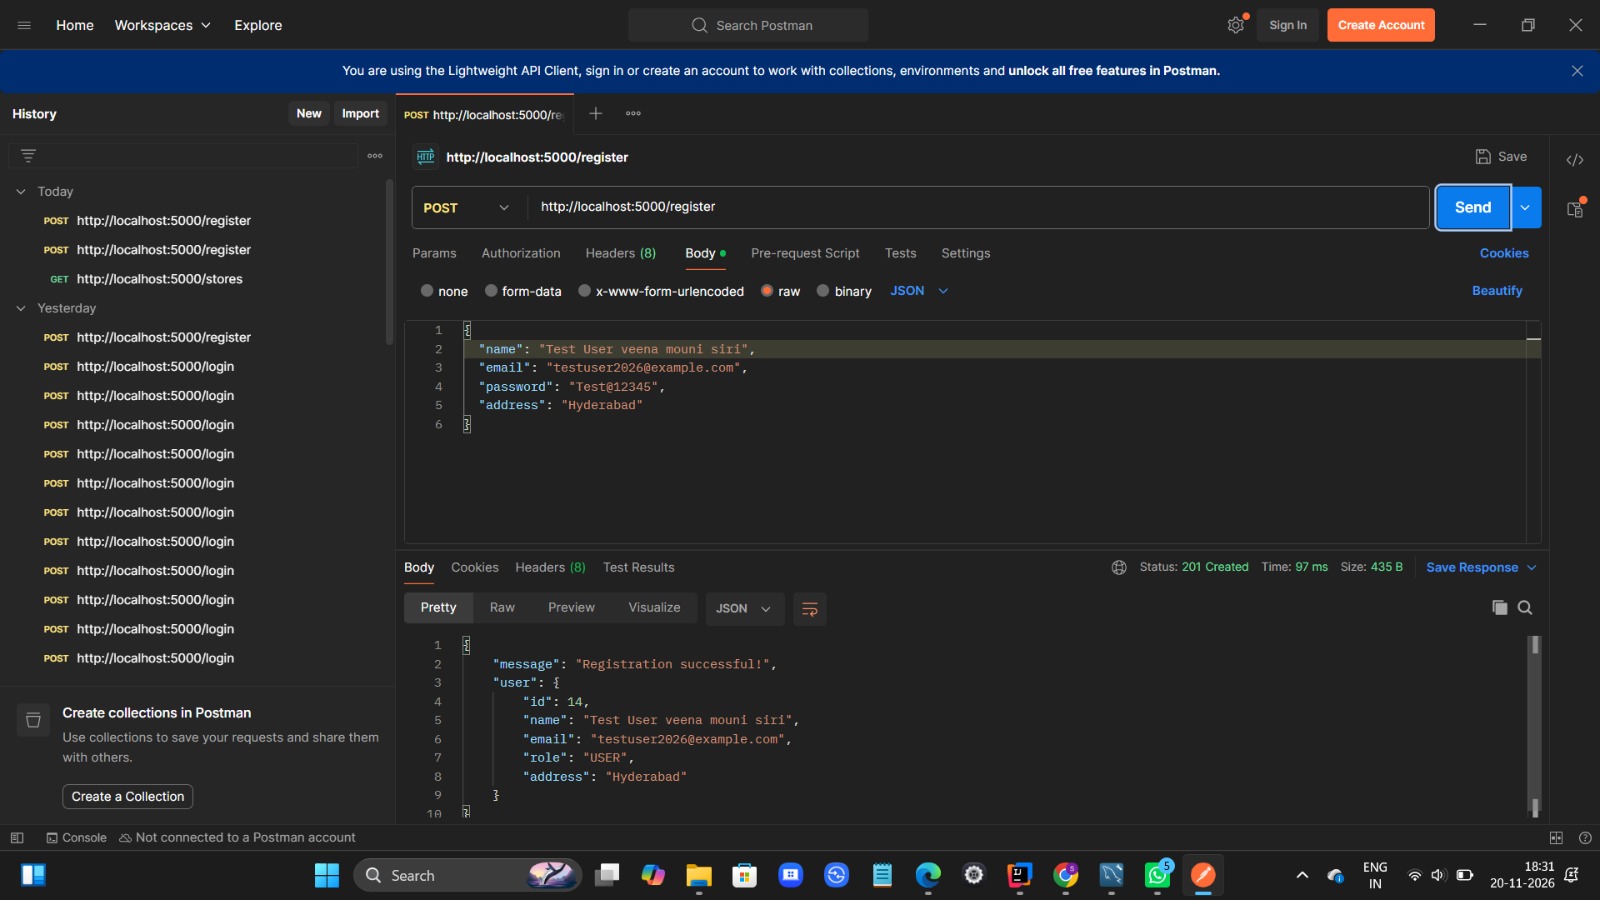 Home Workspaces Explore Search Postman Sign In Create Account
You are using the Lightweight API Client, sign in or create an account to work with collections, environments and unlock all free features in Postman.
History New Import
POST http://localhost:5000/re
HTTP http://localhost:5000/register Save
POST http://localhost:5000/register Send
Params Authorization Headers (8) Body Pre-request Script Tests Settings Cookies
none form-data x-www-form-urlencoded raw binary JSON Beautify
Today
POST http://localhost:5000/register
POST http://localhost:5000/register
GET http://localhost:5000/stores
Yesterday
POST http://localhost:5000/register
POST http://localhost:5000/login
POST http://localhost:5000/login
POST http://localhost:5000/login
POST http://localhost:5000/login
POST http://localhost:5000/login
POST http://localhost:5000/login
POST http://localhost:5000/login
POST http://localhost:5000/login
POST http://localhost:5000/login
POST http://localhost:5000/login
POST http://localhost:5000/login
Create collections in Postman
Use collections to save your requests and share them
with others.
Create a Collection
1 {
2 "name": "Test User veena mouni siri",
3 "email": "testuser2026@example.com",
4 "password": "Test@12345",
5 "address": "Hyderabad"
6 }
Body Cookies Headers (8) Test Results Status: 201 Created Time: 97 ms Size: 435 B Save Response
Pretty Raw Preview Visualize JSON
1 {
2 "message": "Registration successful!",
3 "user": {
4 "id": 14,
5 "name": "Test User veena mouni siri",
6 "email": "testuser2026@example.com",
7 "role": "USER",
8 "address": "Hyderabad"
9 }
10 }
Console Not connected to a Postman account
Search 5 ENG 18:31
IN 20-11-2026